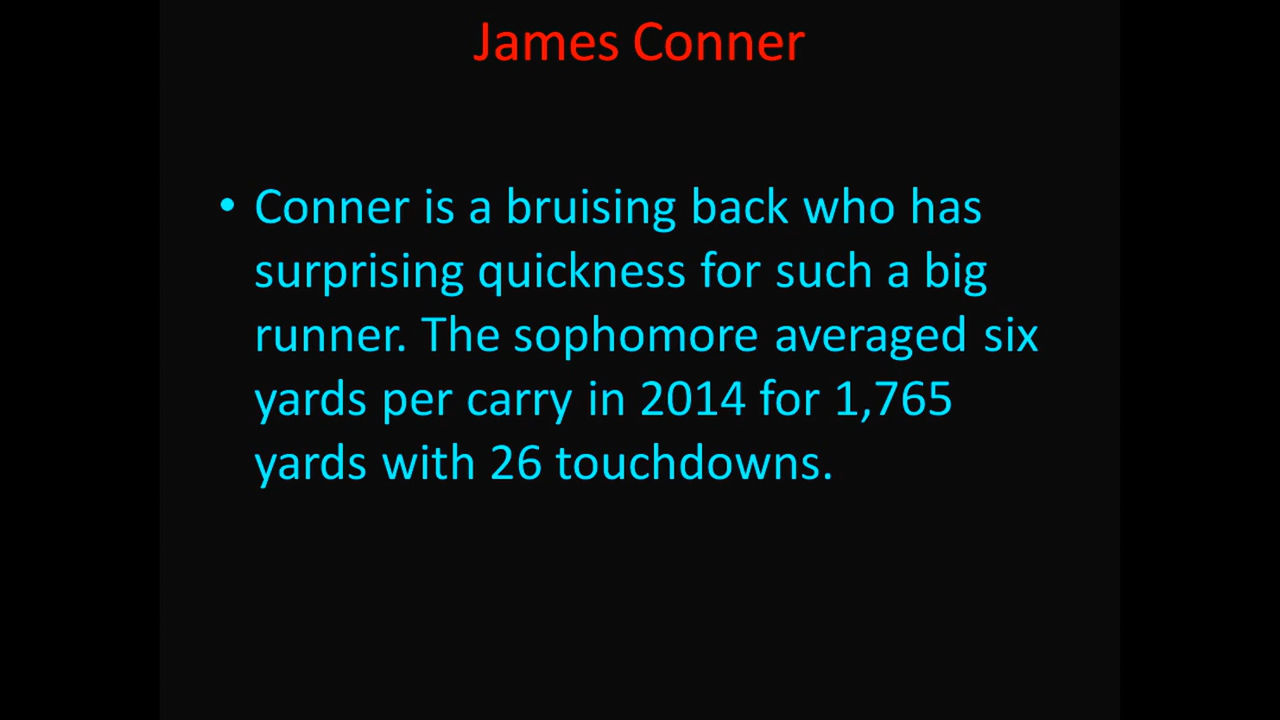 James Conner
• Conner is a bruising back who has
surprising quickness for such a big
runner. The sophomore averaged six
yards per carry in 2014 for 1,765
yards with 26 touchdowns.